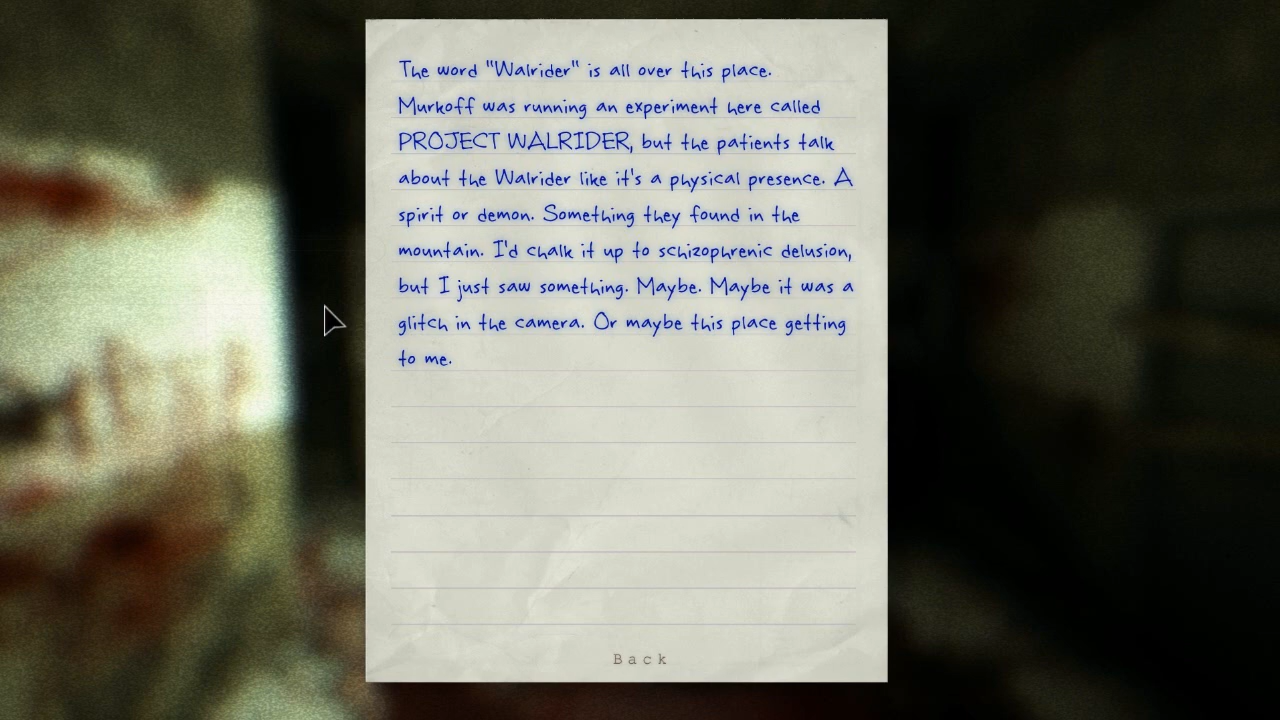 The word "Walrider" is all over this place.
Murkoff was running an experiment here called
PROJECT WALRIDER, but the patients talk
about the Walrider like it's a physical presence. A
spirit or demon. Something they found in the
mountain. I'd chalk it up to schizophrenic delusion,
but I just saw something. Maybe. Maybe it was a
glitch in the camera. Or maybe this place getting
to me.
Back